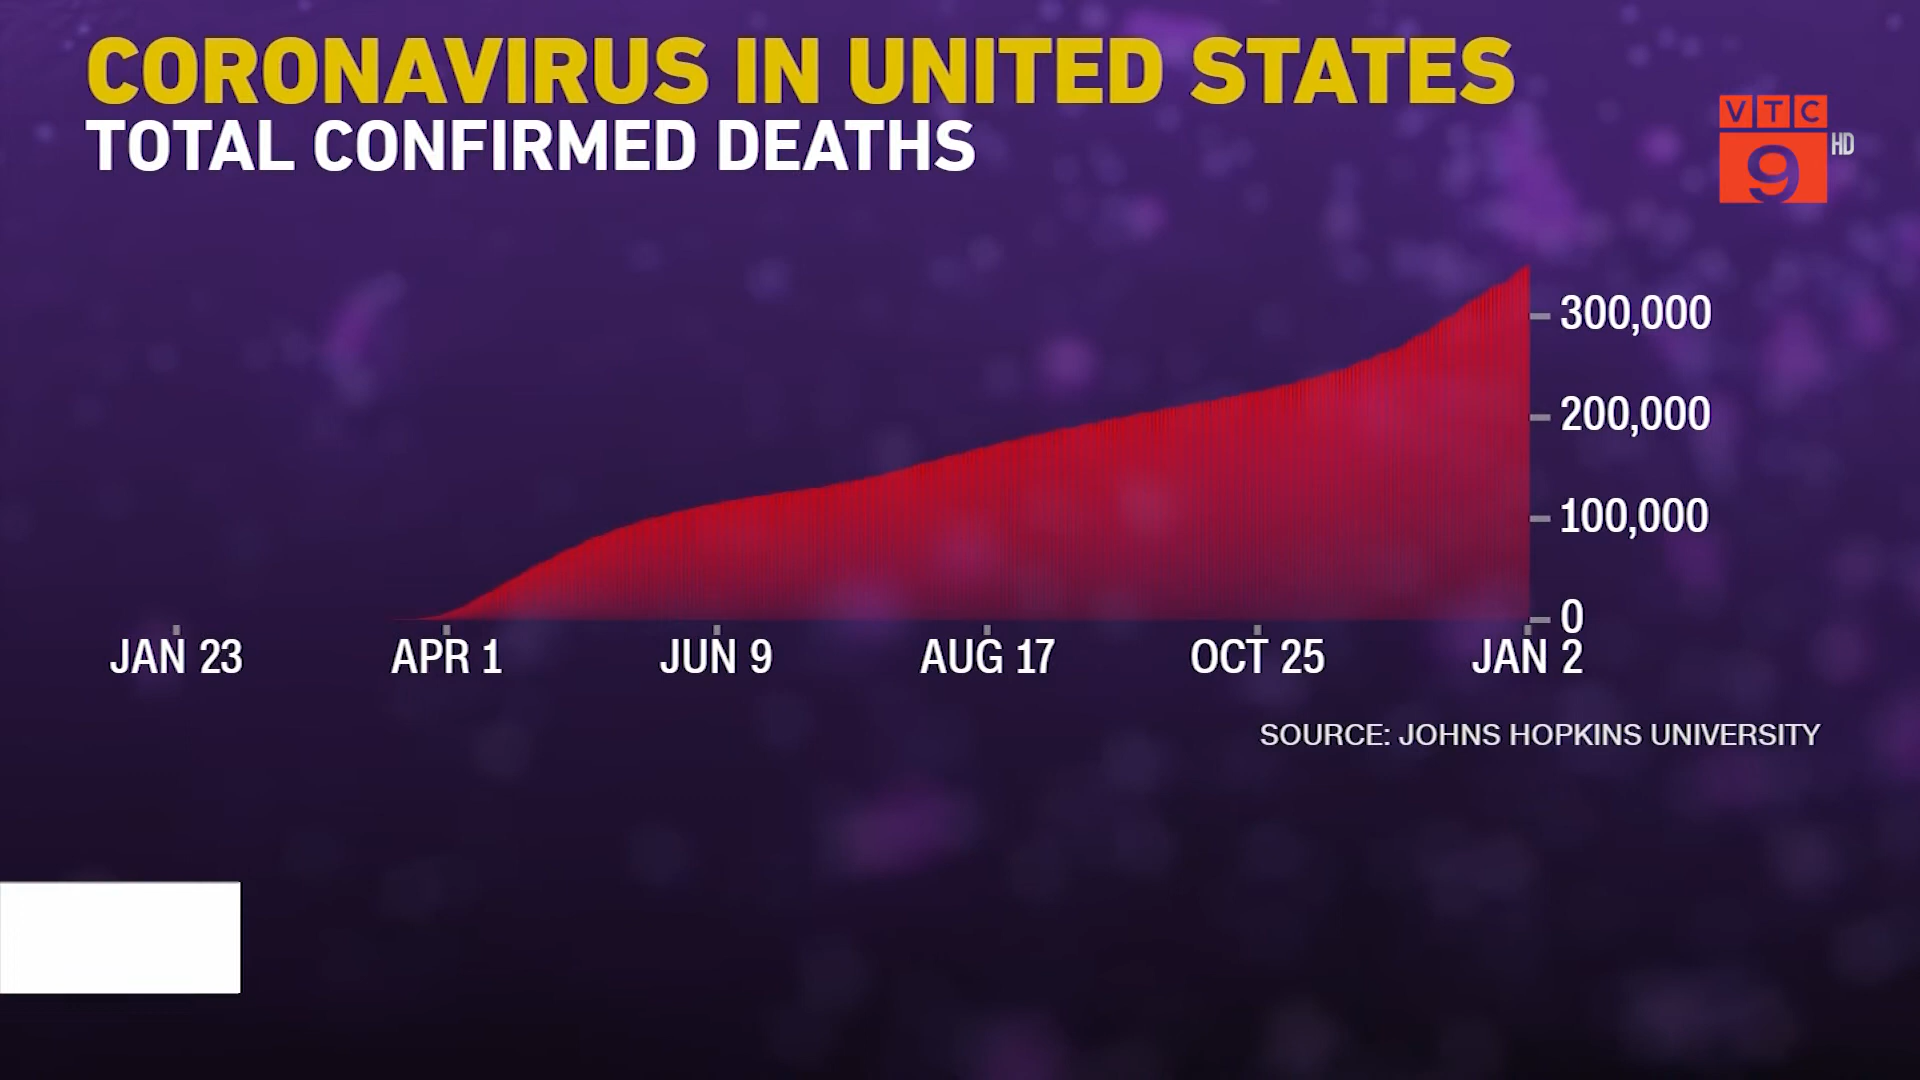 CORONAVIRUS IN UNITED STATES
TOTAL CONFIRMED DEATHS
VTC
9
HD
300,000
200,000
100,000
0
JAN 23
APR 1
JUN 9
AUG 17
OCT 25
JAN 2
SOURCE: JOHNS HOPKINS UNIVERSITY